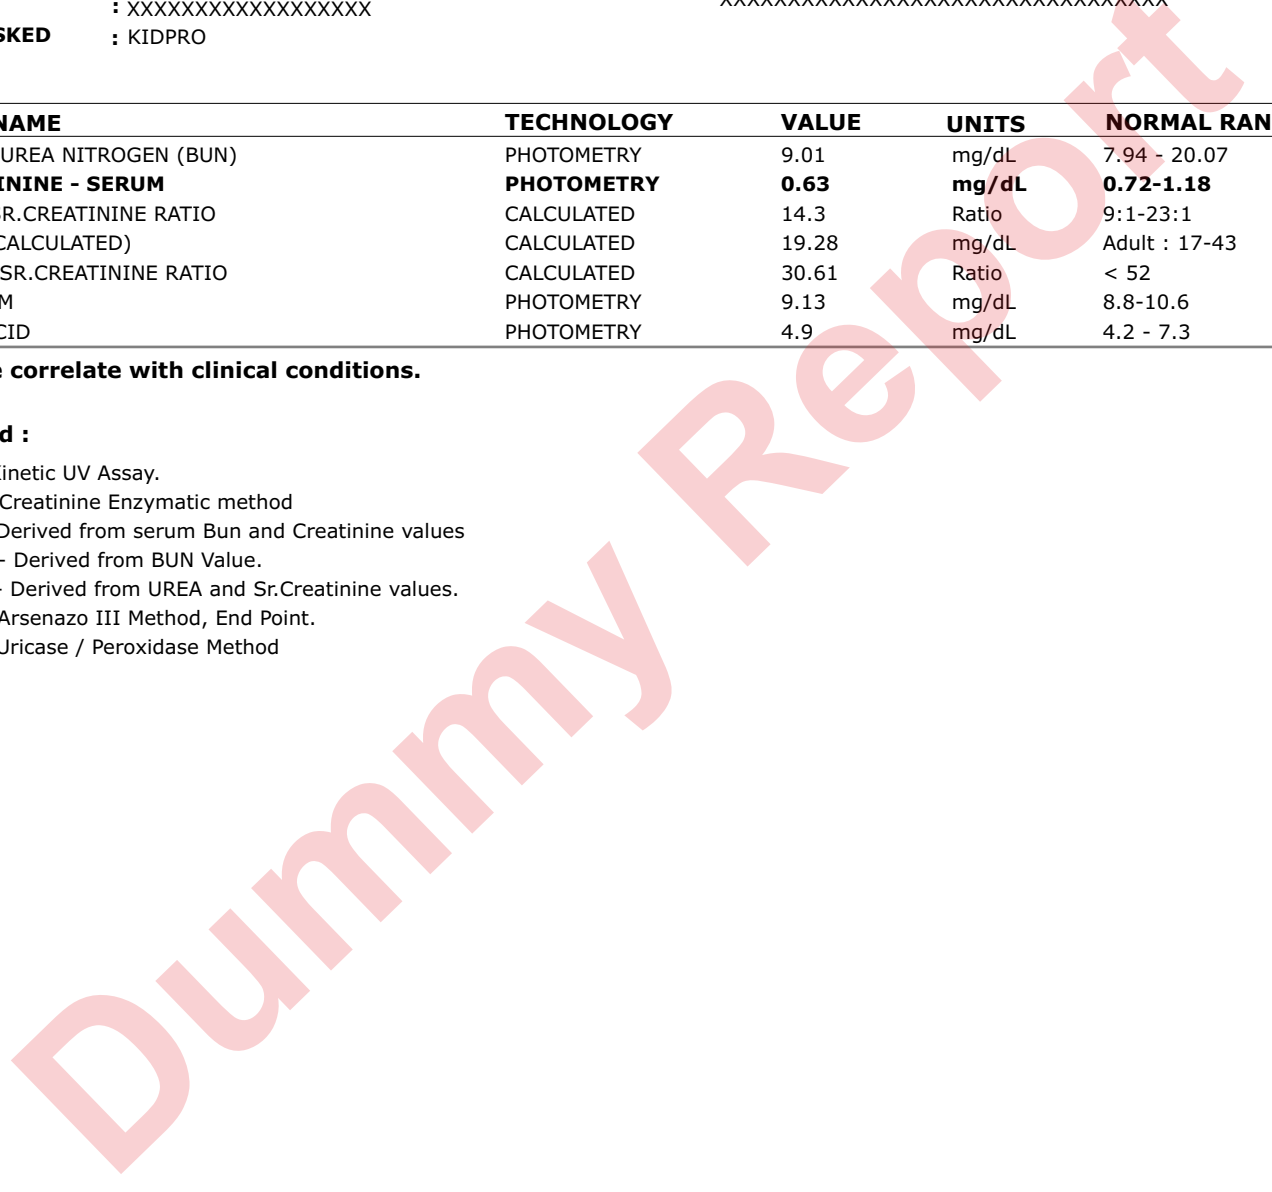 : XXXXXXXXXXXXXXXXXX XXXXXXXXXXXXXXXXXXXXXXXXXXXXXXXXX
SKED : KIDPRO
NAME TECHNOLOGY VALUE UNITS NORMAL RAN
UREA NITROGEN (BUN) PHOTOMETRY 9.01 mg/dL 7.94 - 20.07
ININE - SERUM PHOTOMETRY 0.63 mg/dL 0.72-1.18
SR.CREATININE RATIO CALCULATED 14.3 Ratio 9:1-23:1
CALCULATED) CALCULATED 19.28 mg/dL Adult : 17-43
SR.CREATININE RATIO CALCULATED 30.61 Ratio < 52
M PHOTOMETRY 9.13 mg/dL 8.8-10.6
CID PHOTOMETRY 4.9 mg/dL 4.2 - 7.3
e correlate with clinical conditions.
d :
Kinetic UV Assay.
Creatinine Enzymatic method
Derived from serum Bun and Creatinine values
- Derived from BUN Value.
- Derived from UREA and Sr.Creatinine values.
Arsenazo III Method, End Point.
Uricase / Peroxidase Method
Dummy Report